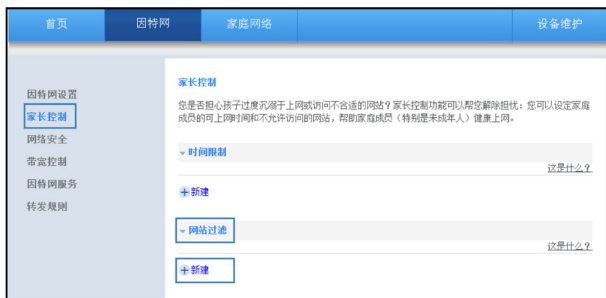 首页 因特网 家庭网络 设备维护
因特网设置
家长控制
网络安全
带宽控制
因特网服务
转发规则
家长控制
您是否担心孩子过度沉溺于上网或访问不合适的网站？家长控制功能可以帮您解除担忧：您可以设定家庭
成员的可上网时间和不允许访问的网站，帮助家庭成员（特别是未成年人）健康上网。
时间限制
这是什么？
新建
网站过滤
这是什么？
新建